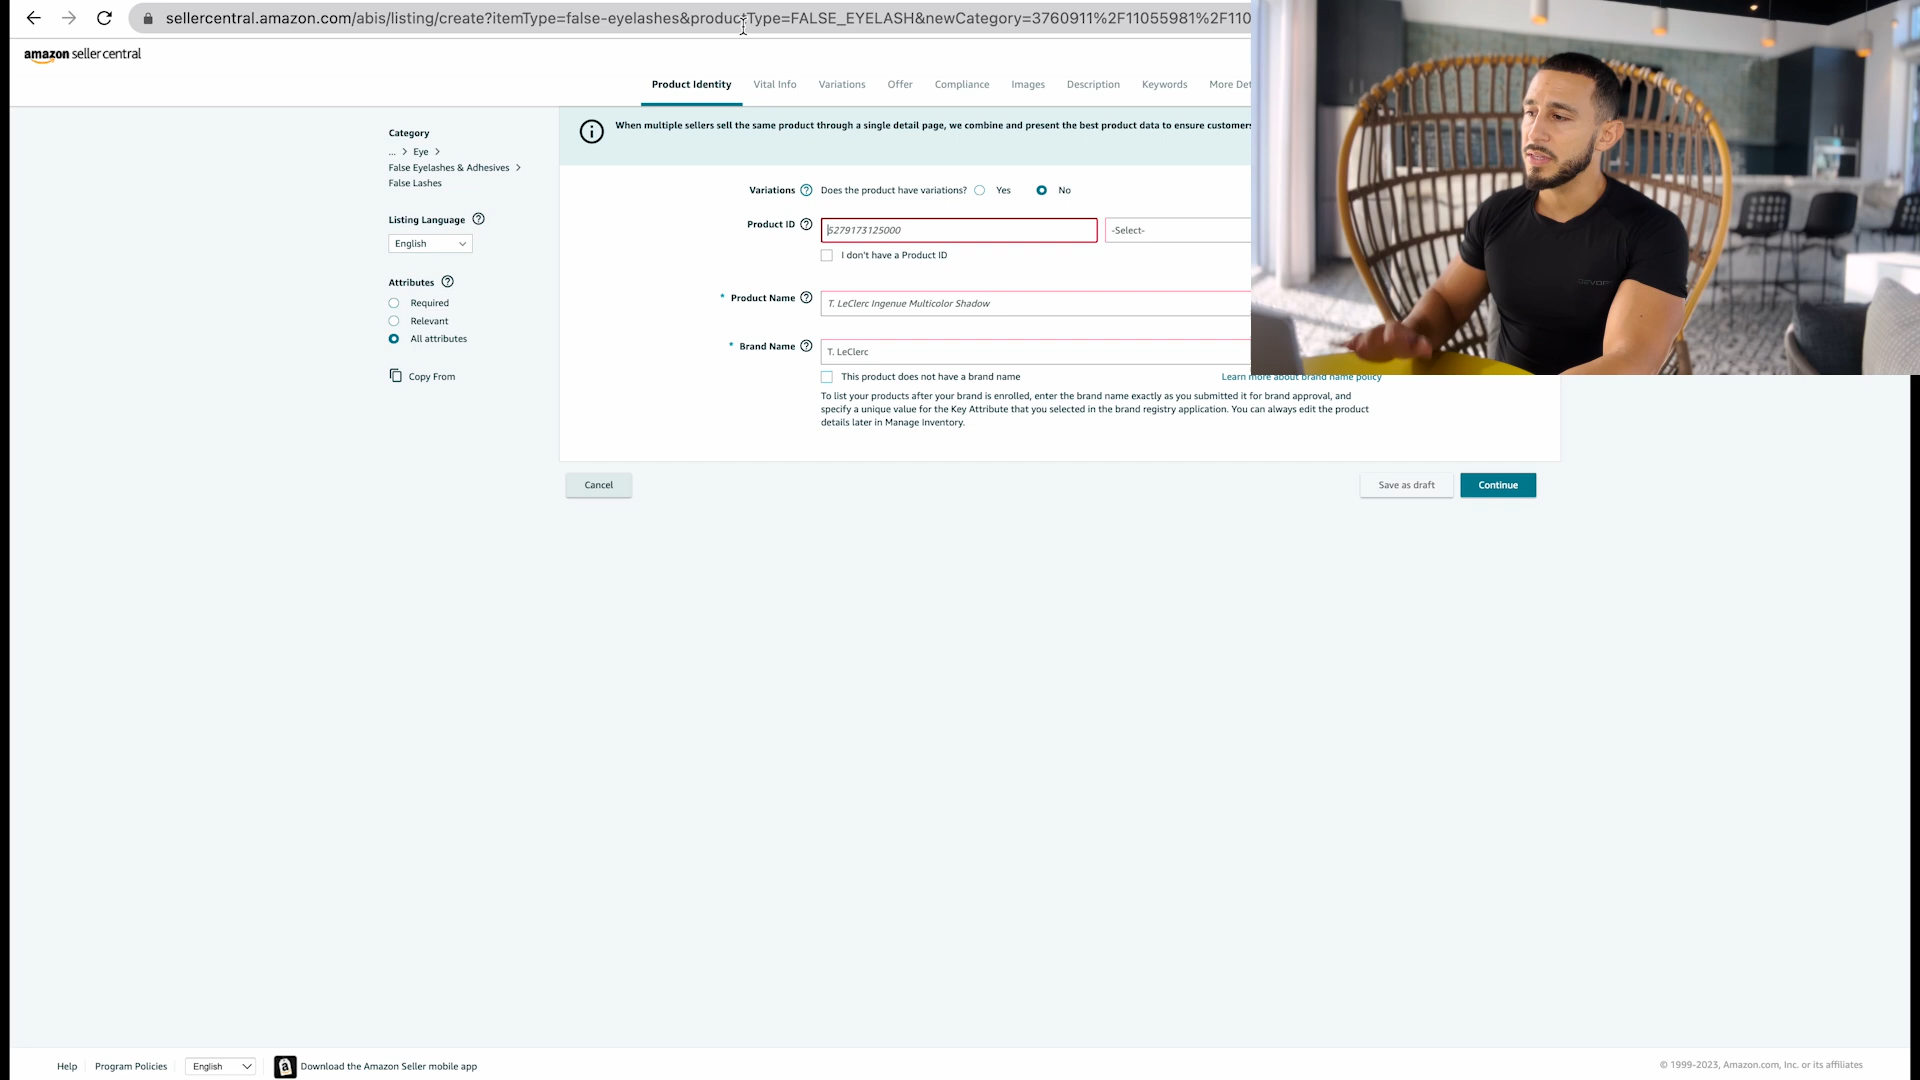 sellercentral.amazon.com/abis/listing/create?itemType=false-eyelashes&productType=FALSE_EYELASH&newCategory=3760911%2F11055981%2F110
amazon seller central
Product Identity
Vital Info
Variations
Offer
Compliance
Images
Description
Keywords
More Det
Category
... > Eye >
False Eyelashes & Adhesives >
False Lashes
Listing Language
English
Attributes
Required
Relevant
All attributes
Copy From
When multiple sellers sell the same product through a single detail page, we combine and present the best product data to ensure customers
Variations Does the product have variations? Yes No
Product ID 5279173125000 -Select-
I don't have a Product ID
* Product Name T. LeClerc Ingenue Multicolor Shadow
* Brand Name T. LeClerc
This product does not have a brand name Learn more about brand name policy
To list your products after your brand is enrolled, enter the brand name exactly as you submitted it for brand approval, and
specify a unique value for the Key Attribute that you selected in the brand registry application. You can always edit the product
details later in Manage Inventory.
Cancel
Save as draft
Continue
Help
Program Policies
English
Download the Amazon Seller mobile app
© 1999-2023, Amazon.com, Inc. or its affiliates